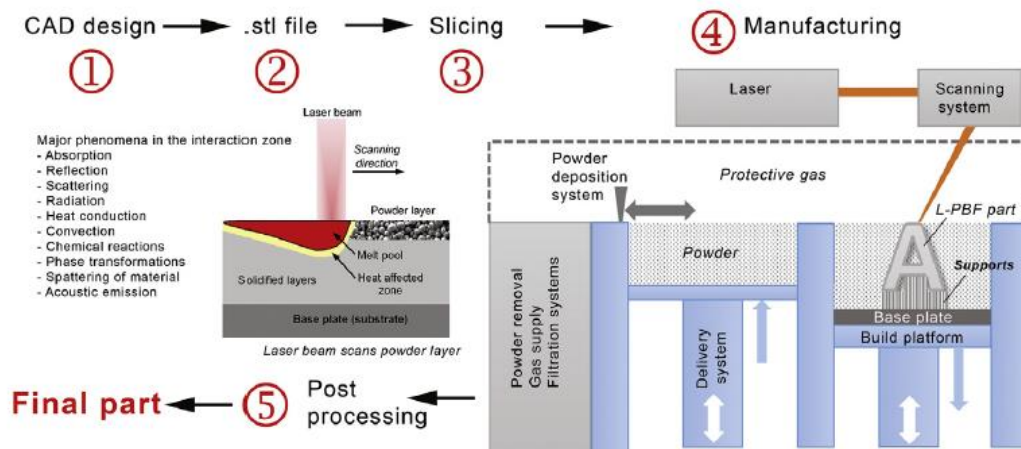 CAD design
.stl file
Slicing
④ Manufacturing
①
②
③
Laser beam
Scanning
direction
Major phenomena in the interaction zone
- Absorption
- Reflection
- Scattering
- Radiation
- Heat conduction
- Convection
- Chemical reactions
- Phase transformations
- Spattering of material
- Acoustic emission
Powder layer
Melt pool
Heat affected
zone
Solidified layers
Base plate (substrate)
Laser beam scans powder layer
Laser
Scanning
system
Powder
deposition
system
Protective gas
L-PBF part
Powder
Supports
Base plate
Build platform
Powder removal
Gas supply
Filtration systems
Delivery
system
Final part
⑤
Post
processing